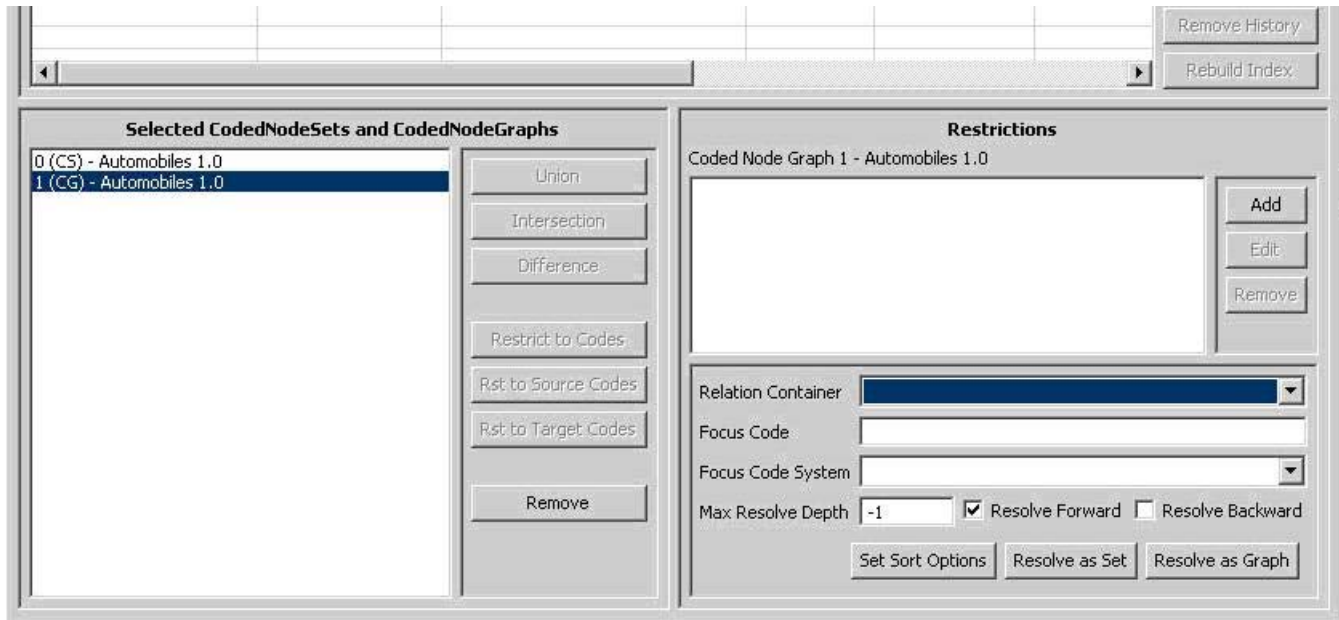 Remove History
Rebuild Index
Selected CodedNodeSets and CodedNodeGraphs
0 (CS) - Automobiles 1.0
1 (CG) - Automobiles 1.0
Union
Intersection
Difference
Restrict to Codes
Rst to Source Codes
Rst to Target Codes
Remove
Restrictions
Coded Node Graph 1 - Automobiles 1.0
Add
Edit
Remove
Relation Container
Focus Code
Focus Code System
Max Resolve Depth -1 Resolve Forward Resolve Backward
Set Sort Options Resolve as Set Resolve as Graph